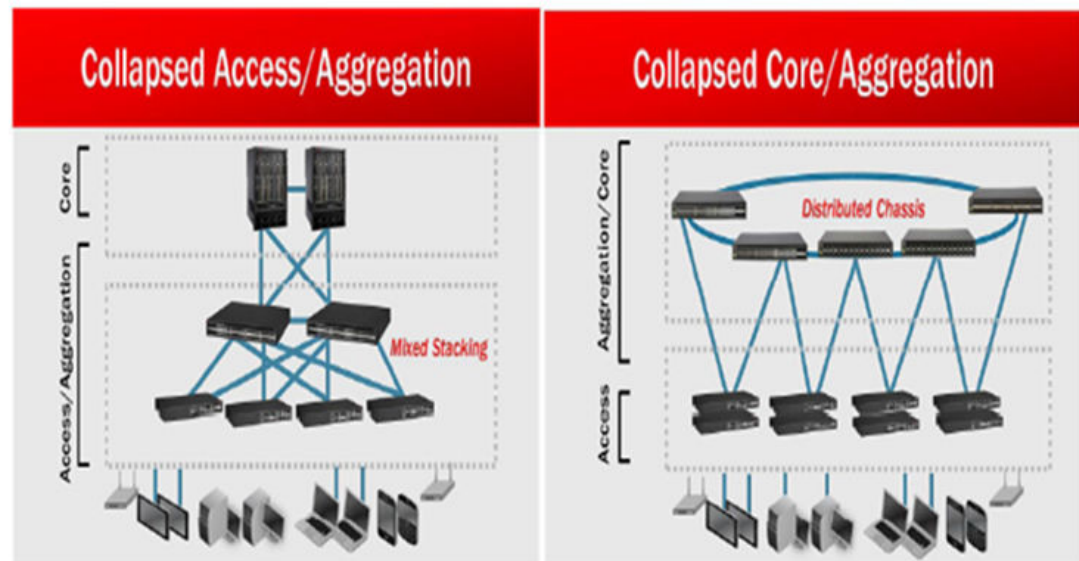 Collapsed Access/Aggregation
Core
Access/Aggregation
Mixed Stacking
Collapsed Core/Aggregation
Aggregation/Core
Distributed Chassis
Access